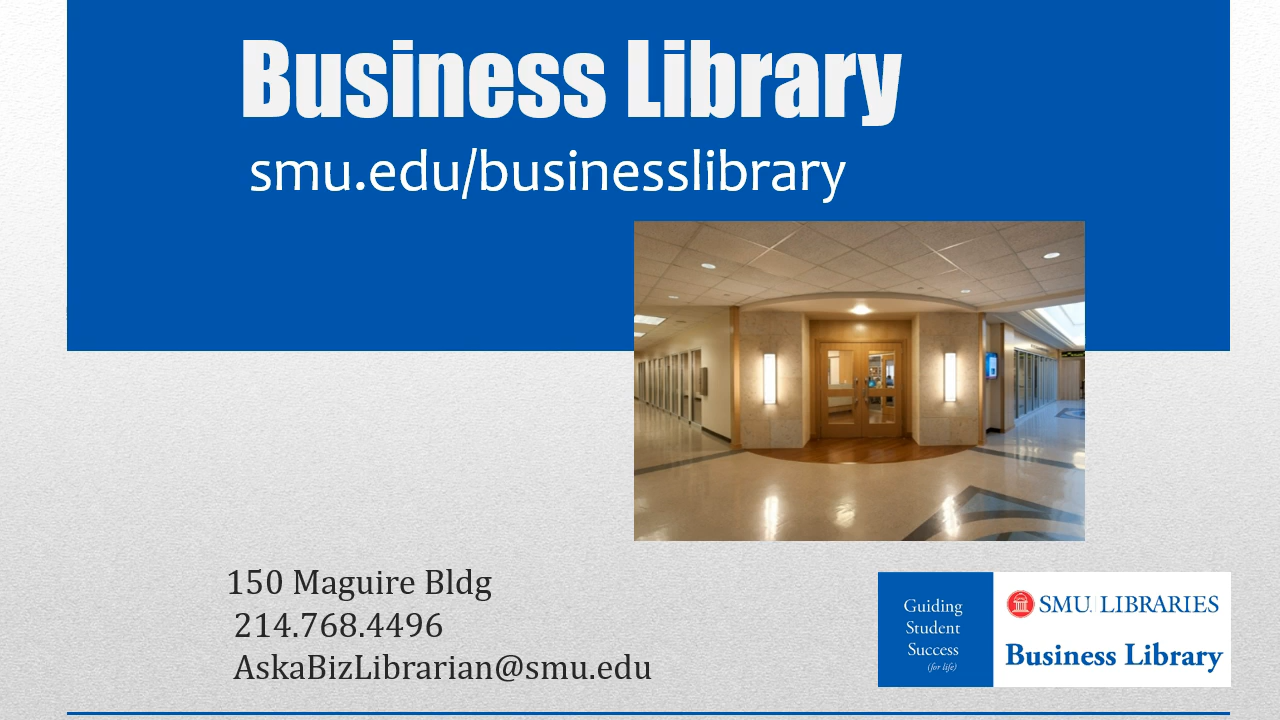 Business Library
smu.edu/businesslibrary
150 Maguire Bldg
214.768.4496
AskaBizLibrarian@smu.edu
Guiding
Student
Success
(for life)
SMU. LIBRARIES
Business Library